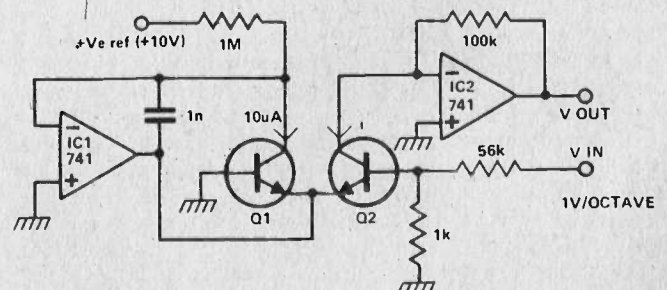 +Ve ref (+10V)
1M
100k
1n
10uA
i
IC1
741
−
+
IC2
741
−
+
V OUT
56k
V IN
1V/OCTAVE
Q1
Q2
1k